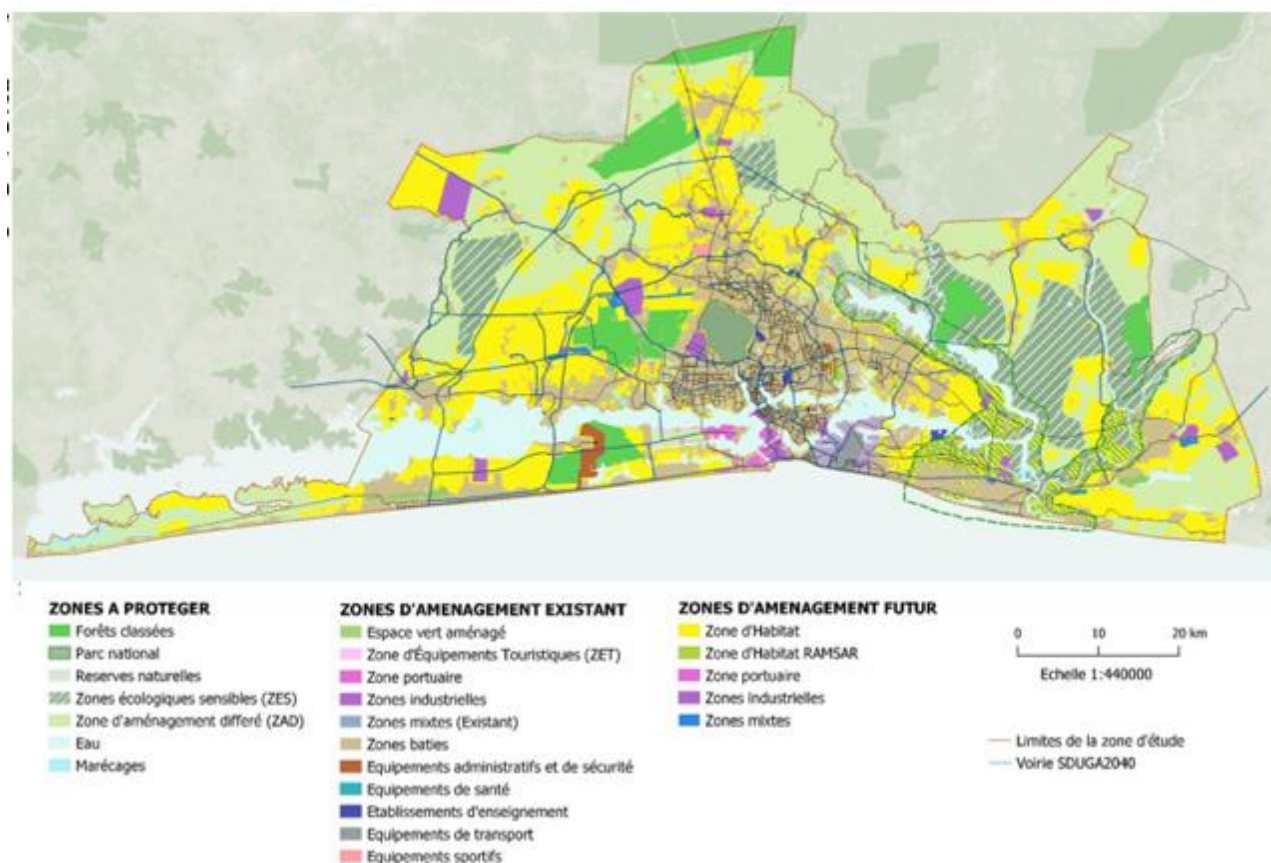 ZONES A PROTEGER
Forêts classées
Parc national
Reserves naturelles
Zones écologiques sensibles (ZES)
Zone d'aménagement differé (ZAD)
Eau
Marécages
ZONES D'AMENAGEMENT EXISTANT
Espace vert aménagé
Zone d'Équipements Touristiques (ZET)
Zone portuaire
Zones industrielles
Zones mixtes (Existant)
Zones baties
Equipements administratifs et de sécurité
Equipements de santé
Etablissements d'enseignement
Equipements de transport
Equipements sportifs
ZONES D'AMENAGEMENT FUTUR
Zone d'Habitat
Zone d'Habitat RAMSAR
Zone portuaire
Zones industrielles
Zones mixtes
0 10 20 km
Echelle 1:440000
Limites de la zone d'étude
Voirie SDUGA2040